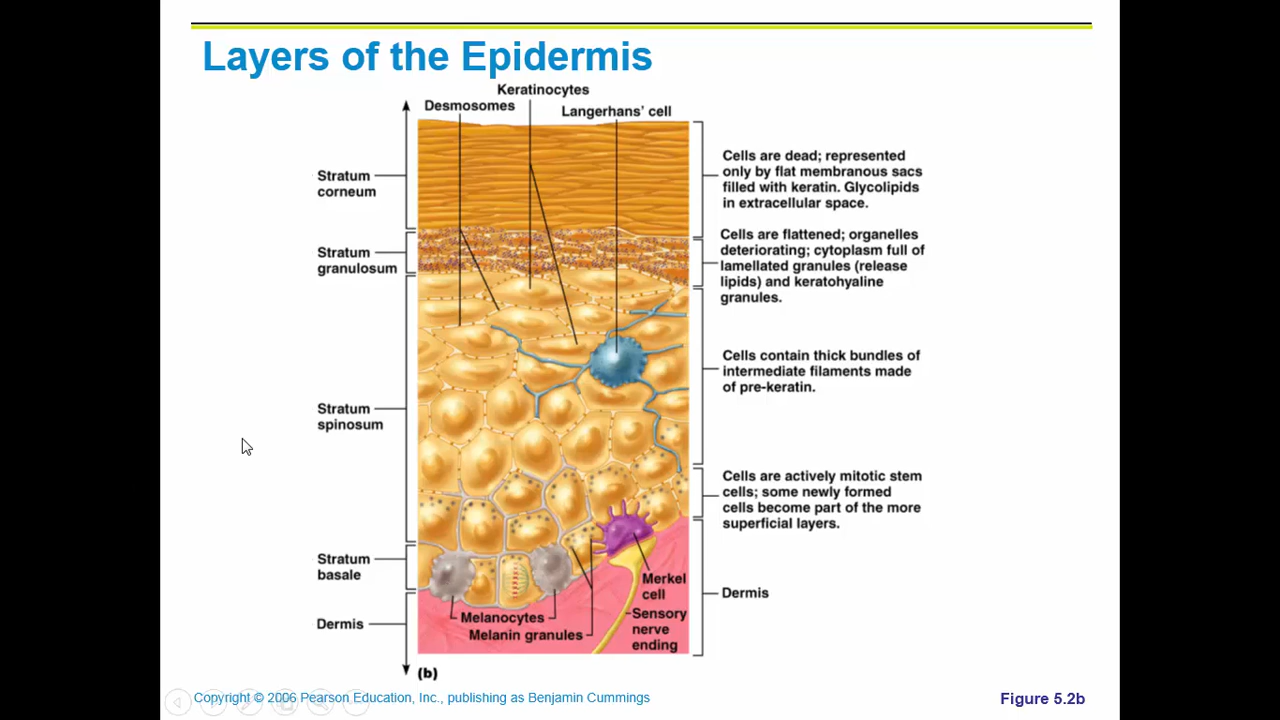 Layers of the Epidermis
Keratinocytes
Desmosomes
Langerhans' cell
Stratum
corneum
Cells are dead; represented
only by flat membranous sacs
filled with keratin. Glycolipids
in extracellular space.
Stratum
granulosum
Cells are flattened; organelles
deteriorating; cytoplasm full of
lamellated granules (release
lipids) and keratohyaline
granules.
Cells contain thick bundles of
intermediate filaments made
of pre-keratin.
Stratum
spinosum
Cells are actively mitotic stem
cells; some newly formed
cells become part of the more
superficial layers.
Stratum
basale
Merkel
cell
Dermis
Dermis
Melanocytes
Melanin granules
Sensory
nerve
ending
(b)
Copyright © 2006 Pearson Education, Inc., publishing as Benjamin Cummings
Figure 5.2b